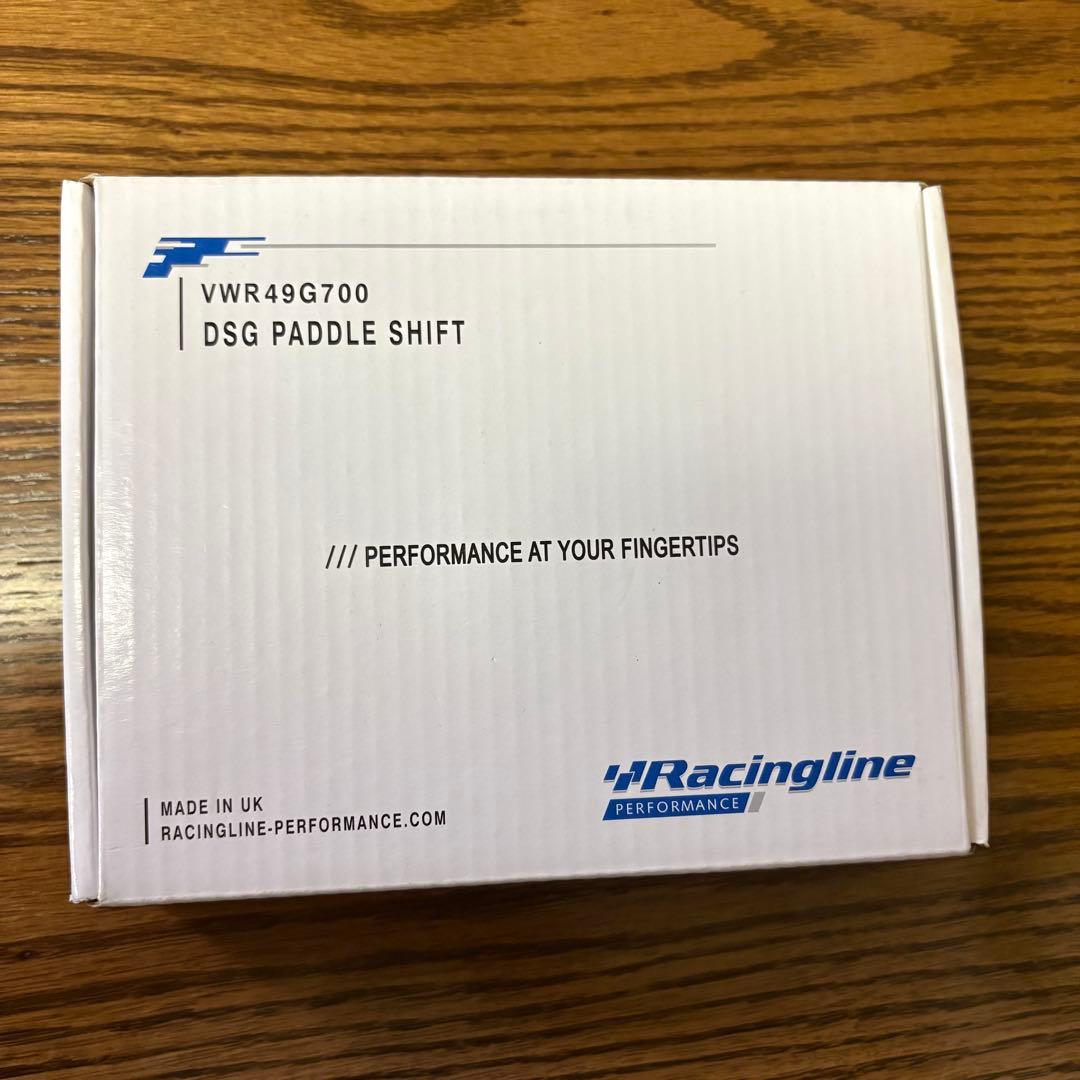 VWR49G700
DSG PADDLE SHIFT
/// PERFORMANCE AT YOUR FINGERTIPS
Racingline
PERFORMANCE
MADE IN UK
RACINGLINE-PERFORMANCE.COM